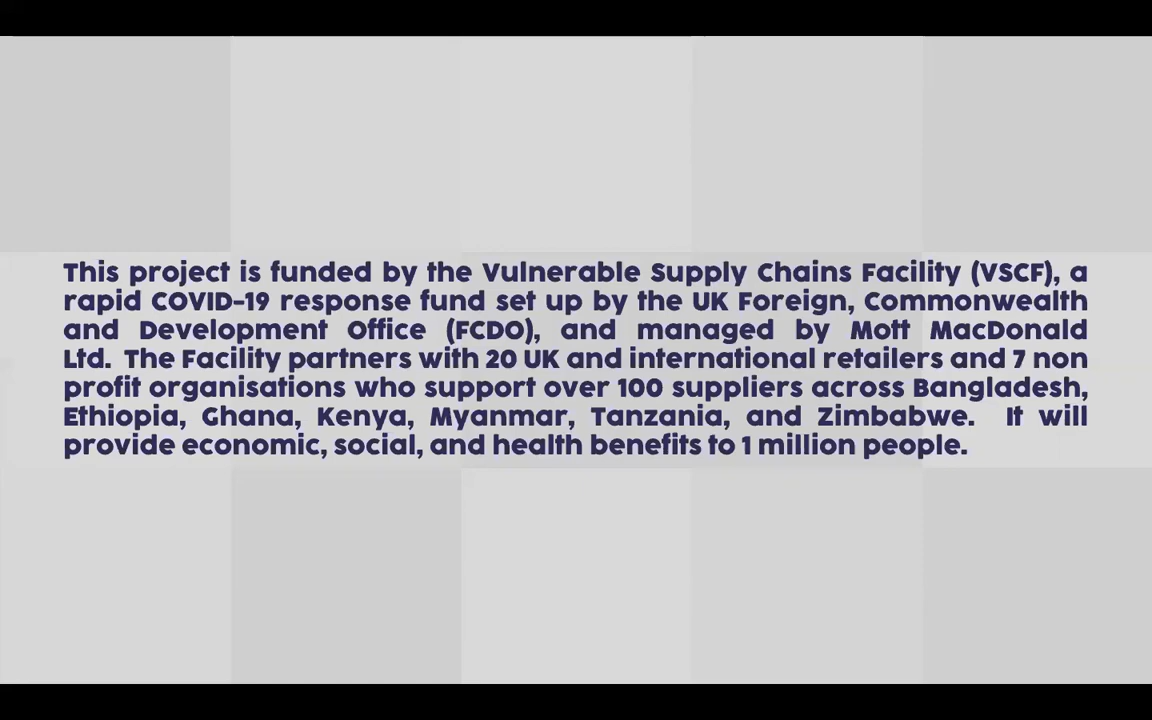 This project is funded by the Vulnerable Supply Chains Facility (VSCF), a
rapid COVID-19 response fund set up by the UK Foreign, Commonwealth
and Development Office (FCDO), and managed by Mott MacDonald
Ltd.  The Facility partners with 20 UK and international retailers and 7 non
profit organisations who support over 100 suppliers across Bangladesh,
Ethiopia, Ghana, Kenya, Myanmar, Tanzania, and Zimbabwe.  It will
provide economic, social, and health benefits to 1 million people.